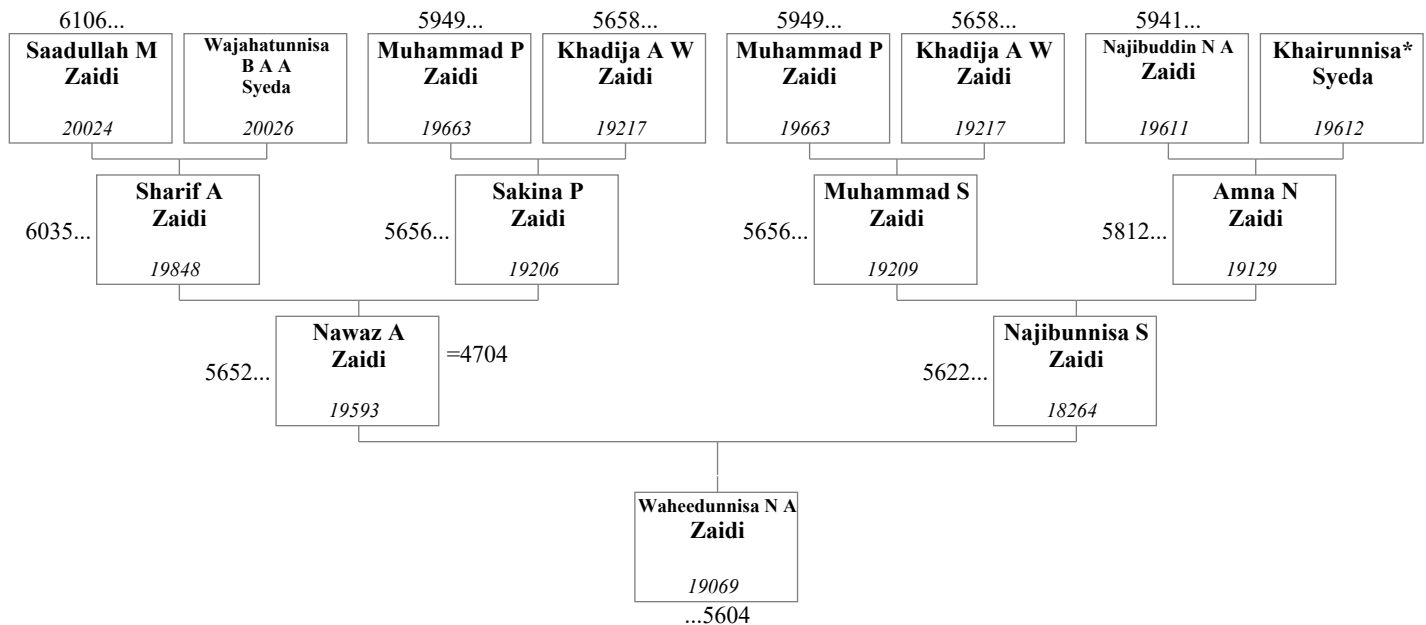 6106...
5949...
5658...
5949...
5658...
5941...
Saadullah M
Zaidi
20024
Wajahatunnisa
B A A
Syeda
20026
Muhammad P
Zaidi
19663
Khadija A W
Zaidi
19217
Muhammad P
Zaidi
19663
Khadija A W
Zaidi
19217
Najibuddin N A
Zaidi
19611
Khairunnisa*
Syeda
19612
6035...
Sharif A
Zaidi
19848
5656...
Sakina P
Zaidi
19206
5656...
Muhammad S
Zaidi
19209
5812...
Amna N
Zaidi
19129
5652...
Nawaz A
Zaidi
19593
=4704
5622...
Najibunnisa S
Zaidi
18264
Waheedunnisa N A
Zaidi
19069
...5604